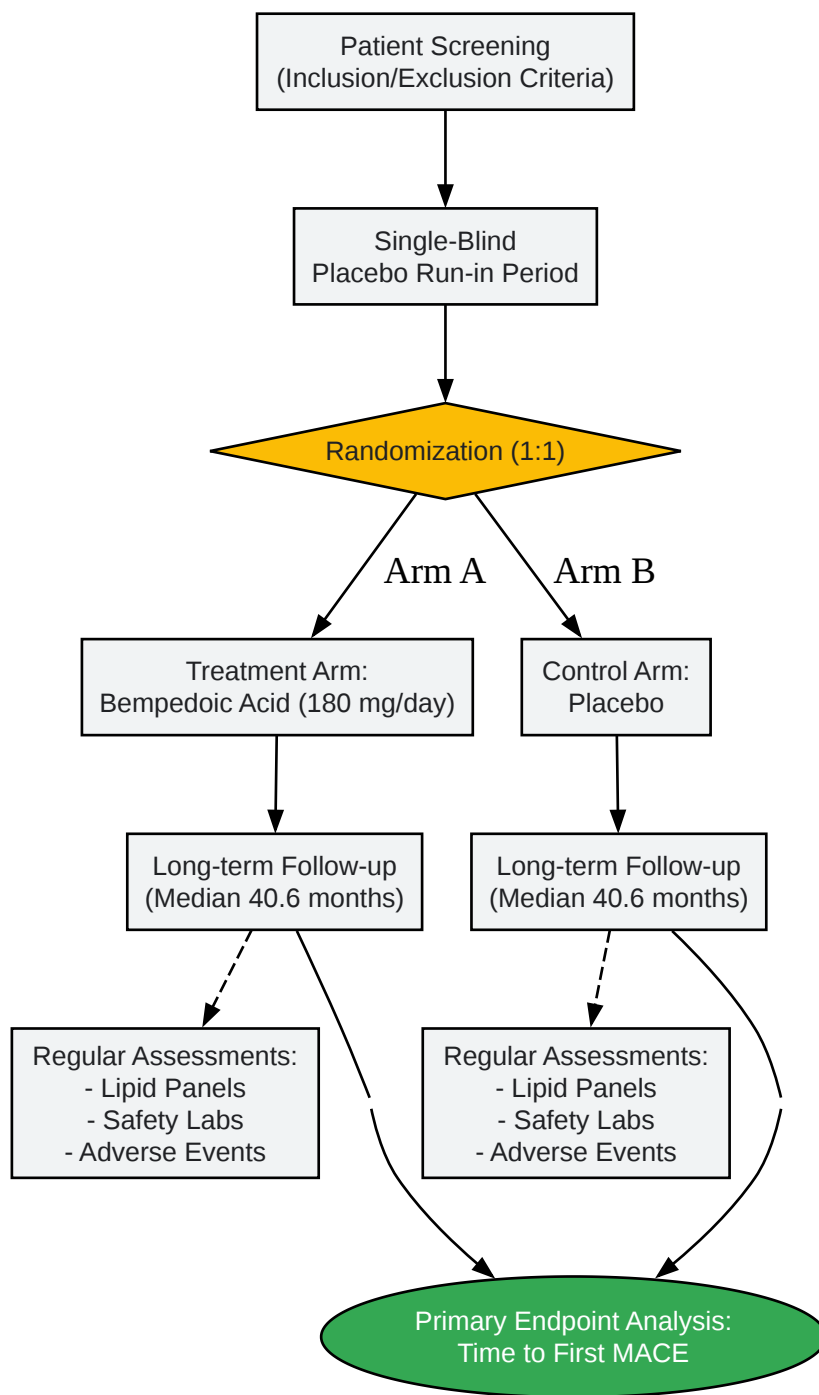 Patient Screening
(Inclusion/Exclusion Criteria)
Single-Blind
Placebo Run-in Period
Randomization (1:1)
Arm A
Arm B
Treatment Arm:
Bempedoic Acid (180 mg/day)
Control Arm:
Placebo
Long-term Follow-up
(Median 40.6 months)
Long-term Follow-up
(Median 40.6 months)
Regular Assessments:
- Lipid Panels
- Safety Labs
- Adverse Events
Regular Assessments:
- Lipid Panels
- Safety Labs
- Adverse Events
Primary Endpoint Analysis:
Time to First MACE